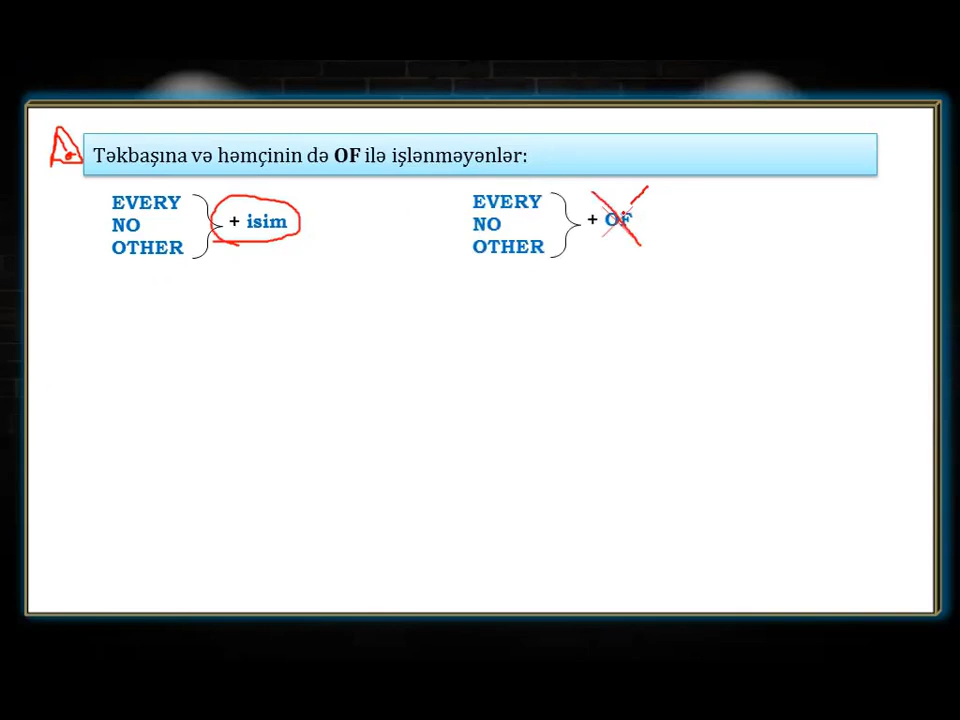 Təkbaşına və həmçinin də OF ilə işlənməyənlər:
EVERY
NO
OTHER
+ isim
EVERY
NO
OTHER
+ OF